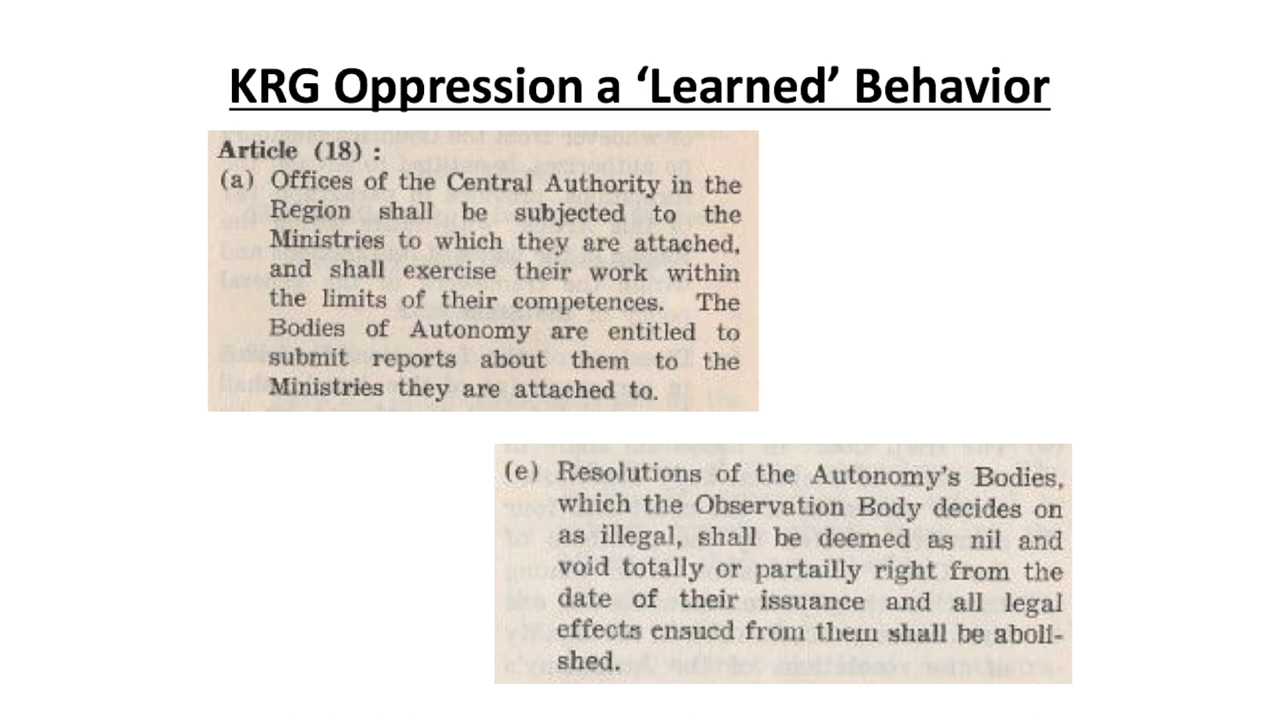 KRG Oppression a ‘Learned’ Behavior
Article (18) :
(a) Offices of the Central Authority in the
Region shall be subjected to the
Ministries to which they are attached,
and shall exercise their work within
the limits of their competences. The
Bodies of Autonomy are entitled to
submit reports about them to the
Ministries they are attached to.
(e) Resolutions of the Autonomy's Bodies,
which the Observation Body decides on
as illegal, shall be deemed as nil and
void totally or partailly right from the
date of their issuance and all legal
effects ensucd from them shall be aboli-
shed.